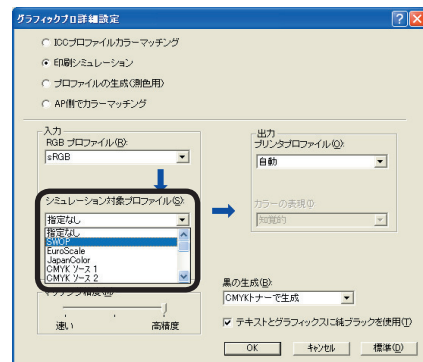 グラフィックプロ詳細設定
ICCプロファイルカラーマッチング
印刷シミュレーション
プロファイルの生成(測色用)
AP側でカラーマッチング
入力
RGB プロファイル(R):
sRGB
シミュレーション対象プロファイル(S):
指定なし
指定なし
SWOP
EuroScale
JapanColor
CMYK ソース 1
CMYK ソース 2
速い
高精度
出力
プリンタプロファイル(O):
自動
カラーの表現(I)
知覚的
黒の生成(B):
CMYKトナーで生成
テキストとグラフィックスに純ブラックを使用(T)
OK
キャンセル
標準(D)